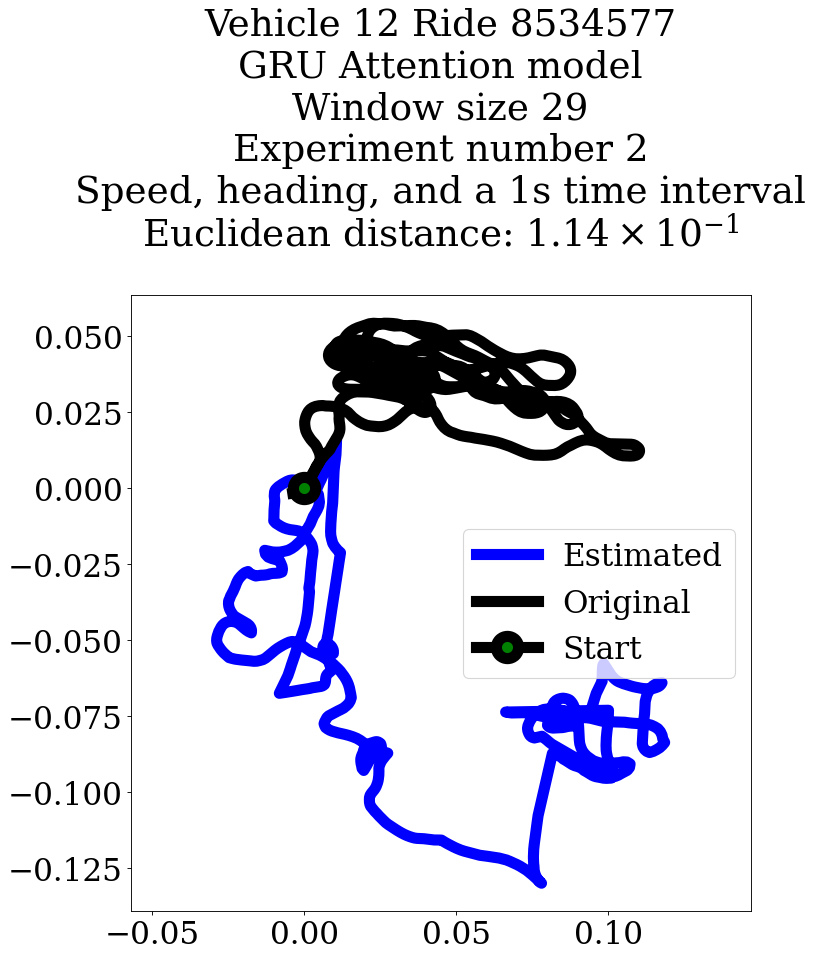 Vehicle 12 Ride 8534577
GRU Attention model
Window size 29
Experiment number 2
Speed, heading, and a 1s time interval
Euclidean distance: 1.14 × 10⁻¹
0.050
0.025
0.000
−0.025
−0.050
−0.075
−0.100
−0.125
Estimated
Original
Start
−0.05 0.00 0.05 0.10